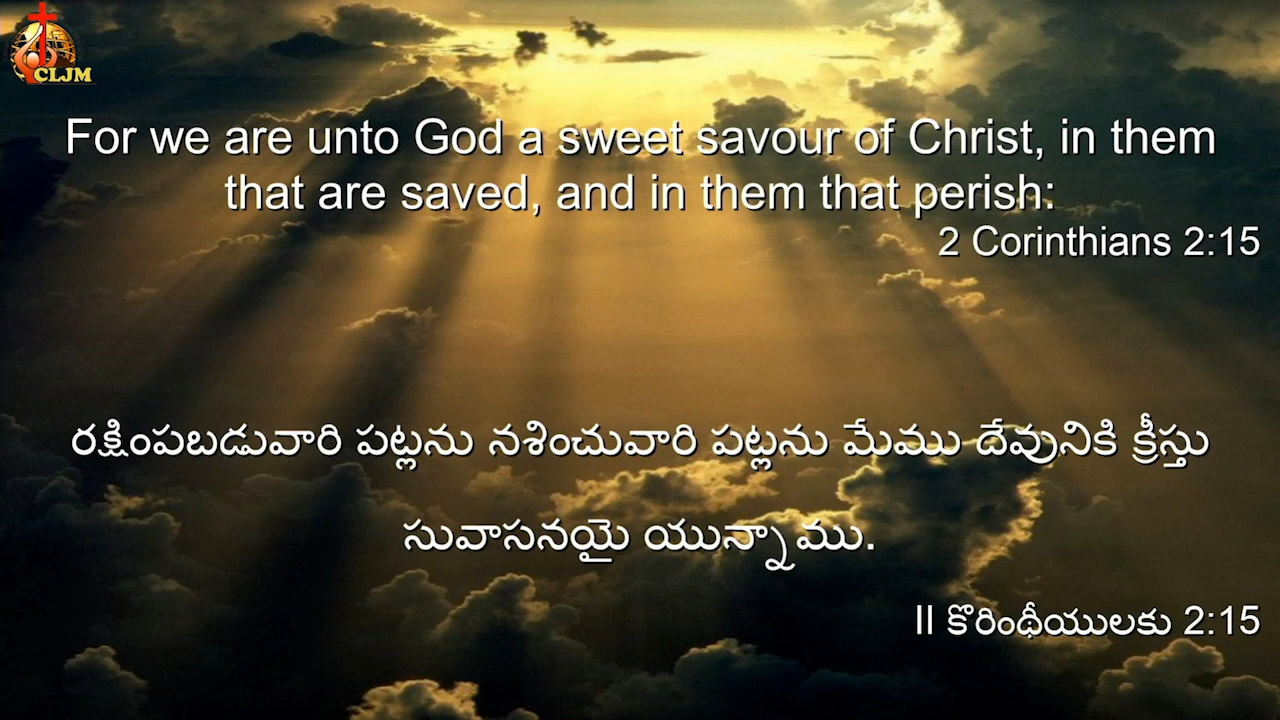 CLJM
For we are unto God a sweet savour of Christ, in them
that are saved, and in them that perish:
2 Corinthians 2:15
రక్షింపబడువారి పట్లను నశించువారి పట్లను మేము దేవునికి క్రీస్తు
సువాసనయై యున్నాము.
II కొరింథీయులకు 2:15